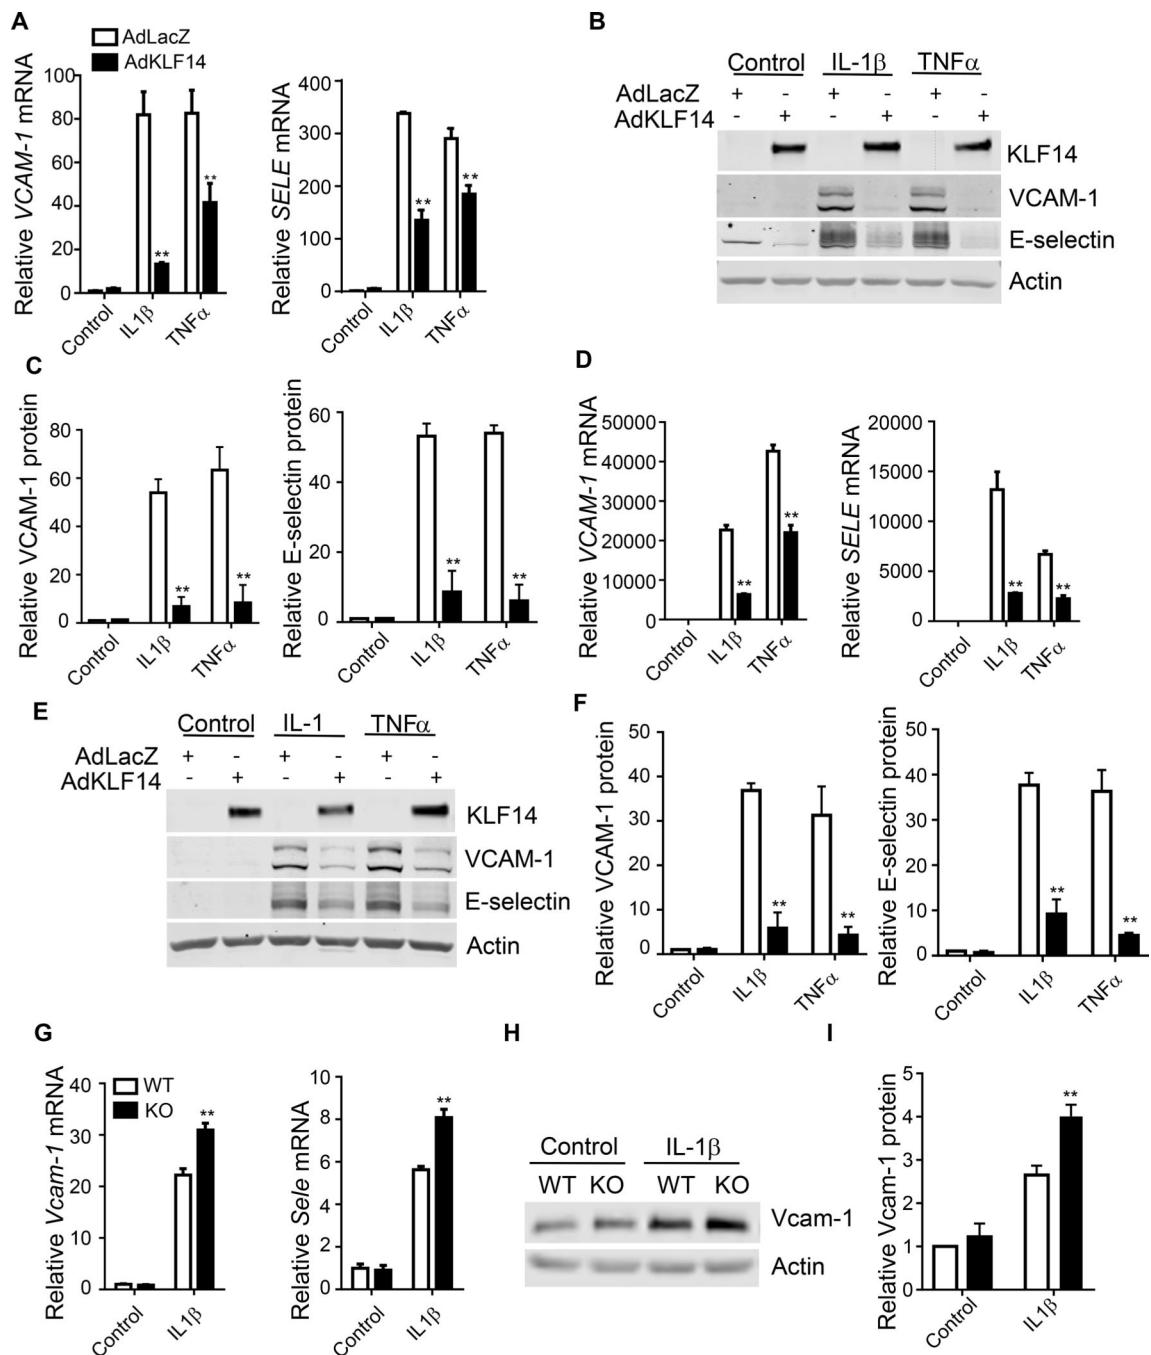 A
AdLacZ
AdKLF14
Relative VCAM-1 mRNA
100
80
60
40
20
0
**
**
Control
IL1β
TNFα
Relative SELE mRNA
400
300
200
100
0
**
**
Control
IL1β
TNFα
B
Control IL-1β TNFα
AdLacZ + - + - + -
AdKLF14 - + - + - +
KLF14
VCAM-1
E-selectin
Actin
C
Relative VCAM-1 protein
80
60
40
20
0
**
**
Control
IL1β
TNFα
Relative E-selectin protein
60
40
20
0
**
**
Control
IL1β
TNFα
D
Relative VCAM-1 mRNA
50000
40000
30000
20000
10000
0
**
**
Control
IL1β
TNFα
Relative SELE mRNA
20000
15000
10000
5000
0
**
**
Control
IL1β
TNFα
E
Control IL-1 TNFα
AdLacZ + - + - + -
AdKLF14 - + - + - +
KLF14
VCAM-1
E-selectin
Actin
F
Relative VCAM-1 protein
50
40
30
20
10
0
**
**
Control
IL1β
TNFα
Relative E-selectin protein
50
40
30
20
10
0
**
**
Control
IL1β
TNFα
G
WT
KO
Relative Vcam-1 mRNA
40
30
20
10
0
**
Control
IL1β
Relative Sele mRNA
10
8
6
4
2
0
**
Control
IL1β
H
Control IL-1β
WT KO WT KO
Vcam-1
Actin
I
Relative Vcam-1 protein
5
4
3
2
1
0
**
Control
IL1β